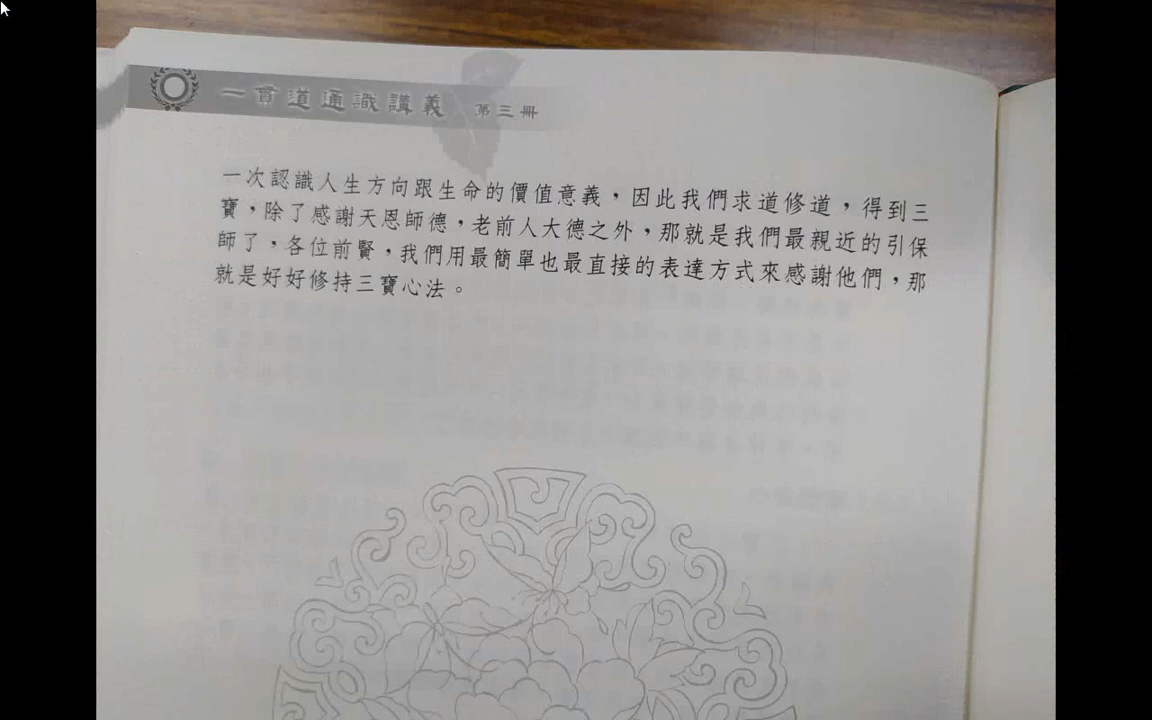 一貫道通識講義 第三冊
一次認識人生方向跟生命的價值意義，因此我們求道修道，得到三
寶，除了感謝天恩師德，老前人大德之外，那就是我們最親近的引保
師了，各位前賢，我們用最簡單也最直接的表達方式來感謝他們，那
就是好好修持三寶心法。